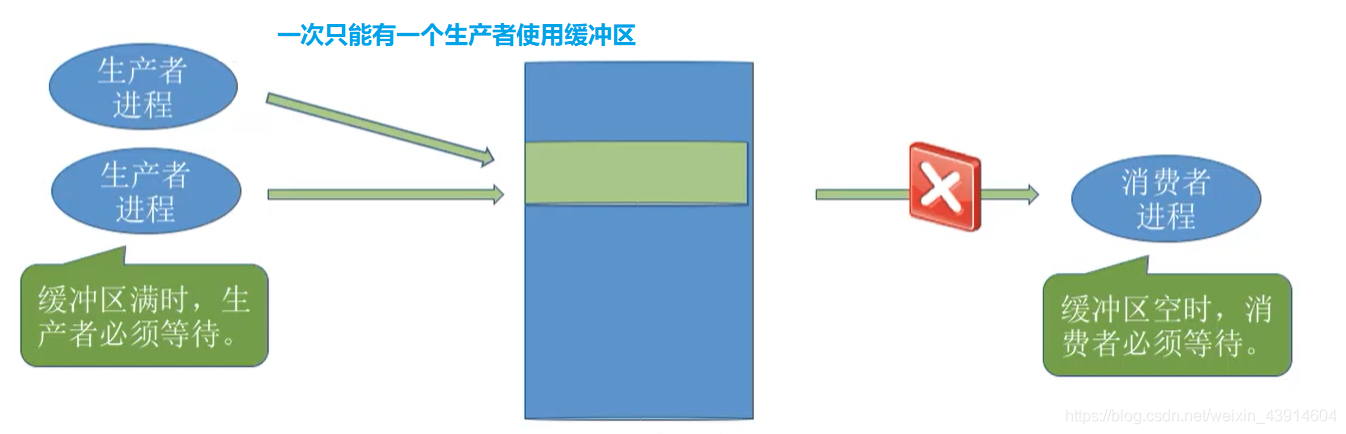 一次只能有一个生产者使用缓冲区
生产者
进程
生产者
进程
缓冲区满时，生
产者必须等待。
消费者
进程
缓冲区空时，消
费者必须等待。
https://blog.csdn.net/weixin_43914604